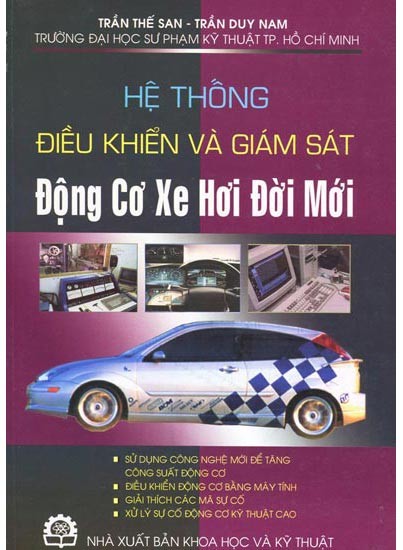 TRẦN THẾ SAN - TRẦN DUY NAM
TRƯỜNG ĐẠI HỌC SƯ PHẠM KỸ THUẬT TP. HỒ CHÍ MINH
HỆ THỐNG
ĐIỀU KHIỂN VÀ GIÁM SÁT
Động Cơ Xe Hơi Đời Mới
SỬ DỤNG CÔNG NGHỆ MỚI ĐỂ TĂNG
CÔNG SUẤT ĐỘNG CƠ
ĐIỀU KHIỂN ĐỘNG CƠ BẰNG MÁY TÍNH
GIẢI THÍCH CÁC MÃ SỰ CỐ
XỬ LÝ SỰ CỐ ĐỘNG CƠ KỸ THUẬT CAO
NHÀ XUẤT BẢN KHOA HỌC VÀ KỸ THUẬT